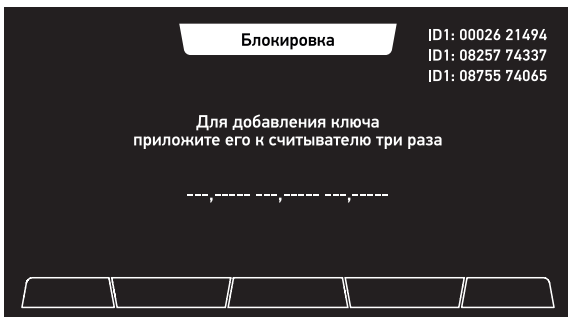 Блокировка
ID1: 00026 21494
ID1: 08257 74337
ID1: 08755 74065
Для добавления ключа
приложите его к считывателю три раза
---,----- ---,----- ---,-----